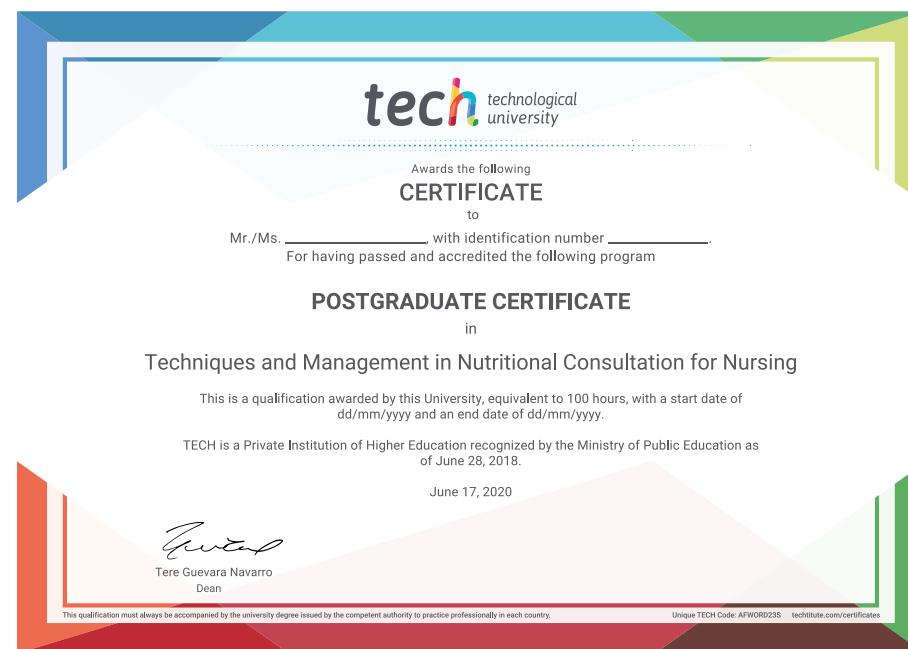 tech technological
university
Awards the following
CERTIFICATE
to
Mr./Ms. ____________, with identification number ____________.
For having passed and accredited the following program
POSTGRADUATE CERTIFICATE
in
Techniques and Management in Nutritional Consultation for Nursing
This is a qualification awarded by this University, equivalent to 100 hours, with a start date of
dd/mm/yyyy and an end date of dd/mm/yyyy.
TECH is a Private Institution of Higher Education recognized by the Ministry of Public Education as
of June 28, 2018.
June 17, 2020
Tere Guevara Navarro
Dean
This qualification must always be accompanied by the university degree issued by the competent authority to practice professionally in each country.
Unique TECH Code: AFWORD23S techtitute.com/certificates